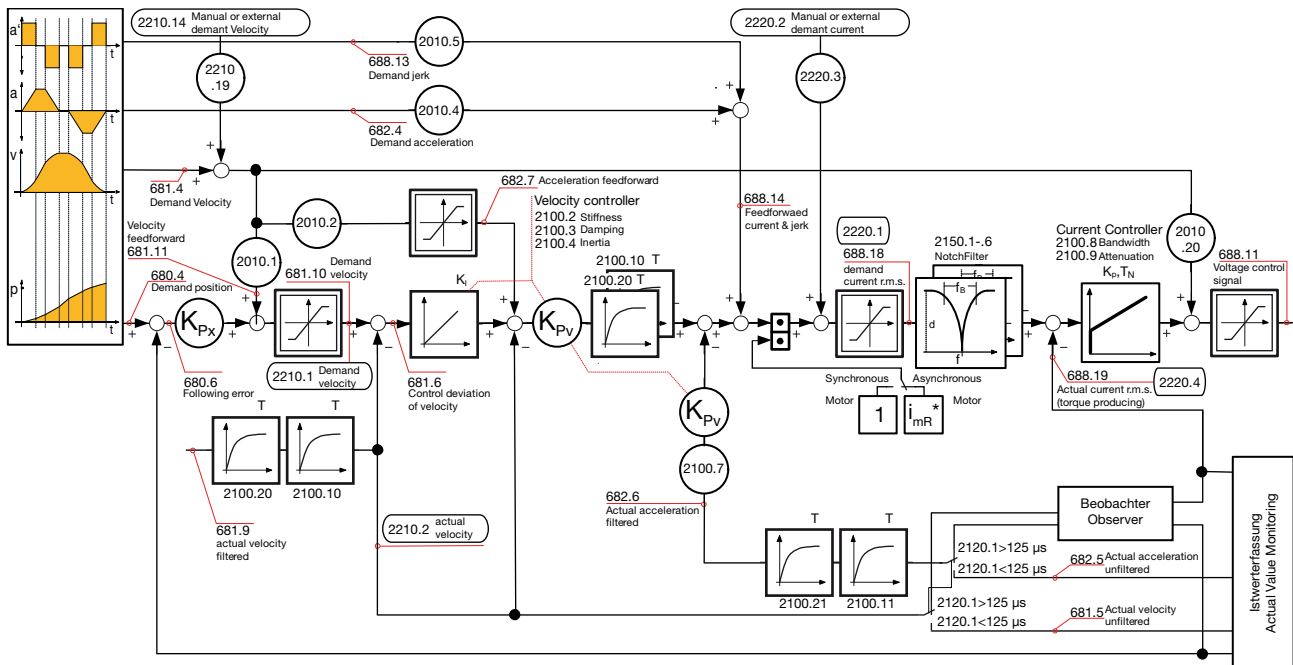 a'
t
a
t
v
t
p
t
2210.14 Manual or external
demant Velocity
2210
.19
2010.5
688.13
Demand jerk
2010.4
682.4
Demand acceleration
2220.2 Manual or external
demant current
2220.3
681.4
Demand Velocity
Velocity
feedforward
681.11
680.4
Demand position
2010.2
2010.1
682.7 Acceleration feedforward
Velocity controller
2100.2 Stiffness
2100.3 Damping
2100.4 Inertia
688.14
Feedforwaed
current & jerk
681.10 Demand
velocity
KI
2100.10 T
2100.20 T
KPx
KPv
2210.1 Demand
velocity
680.6
Following error
681.6
Control deviation
of velocity
2220.1
688.18
demand
current r.m.s.
2150.1-.6
NotchFilter
fB
fB
d
f
Current Controller
2100.8 Bandwidth
2100.9 Attenuation
KP, TN
2010
.20
688.11
Voltage control
signal
Synchronous
Motor
Asynchronous
Motor
1
imR*
688.19
2220.4
Actual current r.m.s.
(torque producing)
KPv
2100.7
T
T
2100.20
2100.10
681.9
actual velocity
filtered
2210.2 actual
velocity
682.6
Actual acceleration
filtered
T
T
2100.21
2100.11
Beobachter
Observer
2120.1>125 µs
2120.1<125 µs
682.5 Actual acceleration
unfiltered
2120.1>125 µs
2120.1<125 µs
681.5 Actual velocity
unfiltered
Istwerterfassung
Actual Value Monitoring